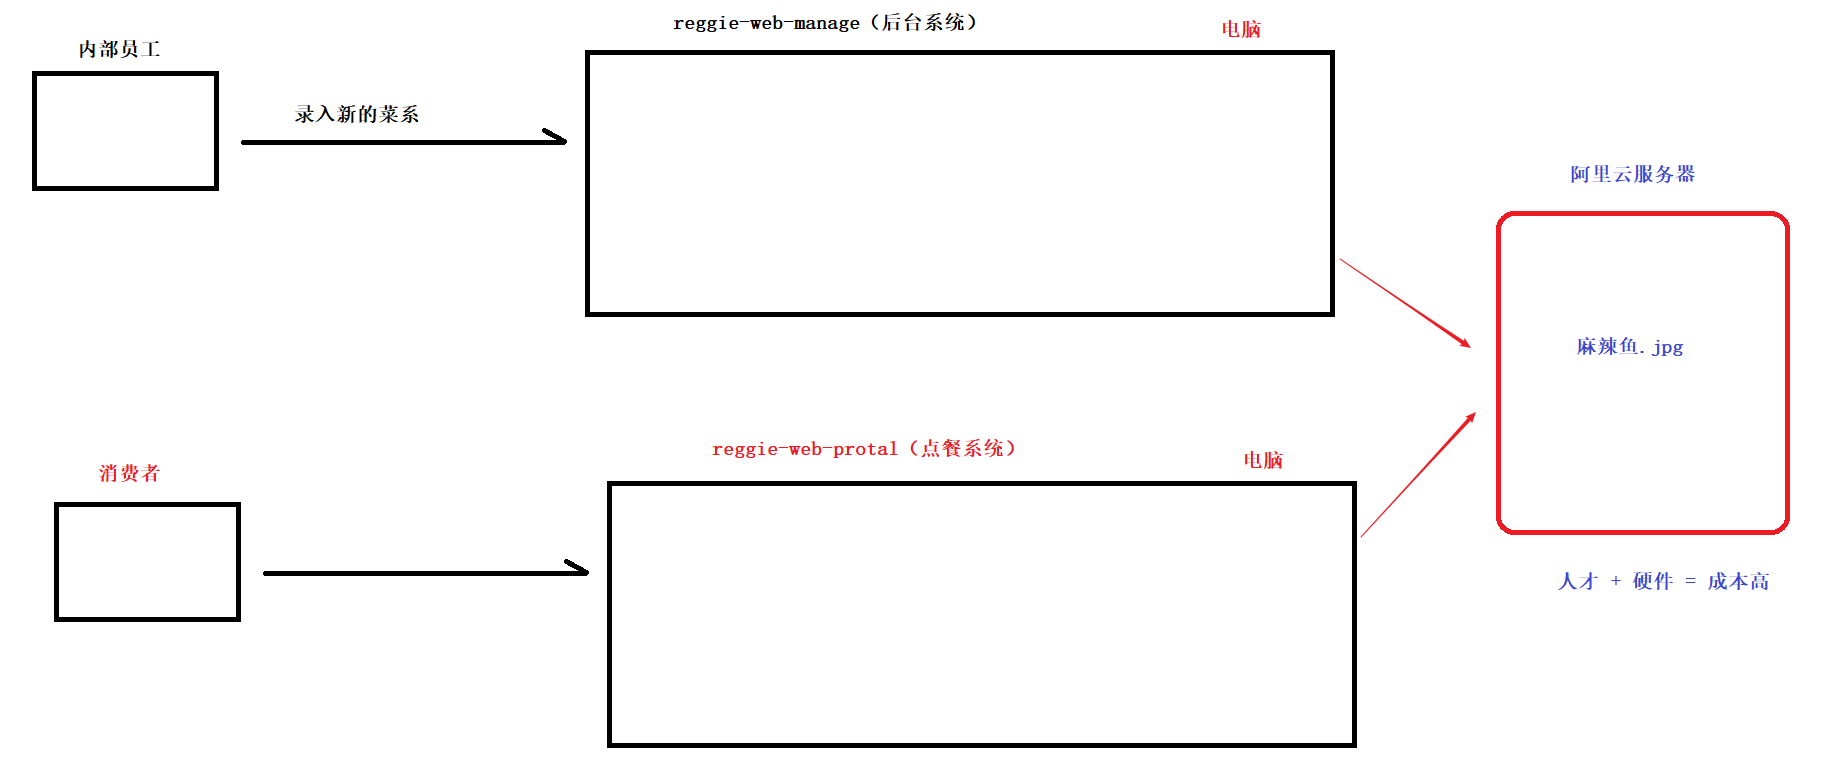 reggie-web-manage（后台系统）
电脑
内部员工
录入新的菜系
阿里云服务器
麻辣鱼.jpg
reggie-web-protal（点餐系统）
电脑
消费者
人才 + 硬件 = 成本高